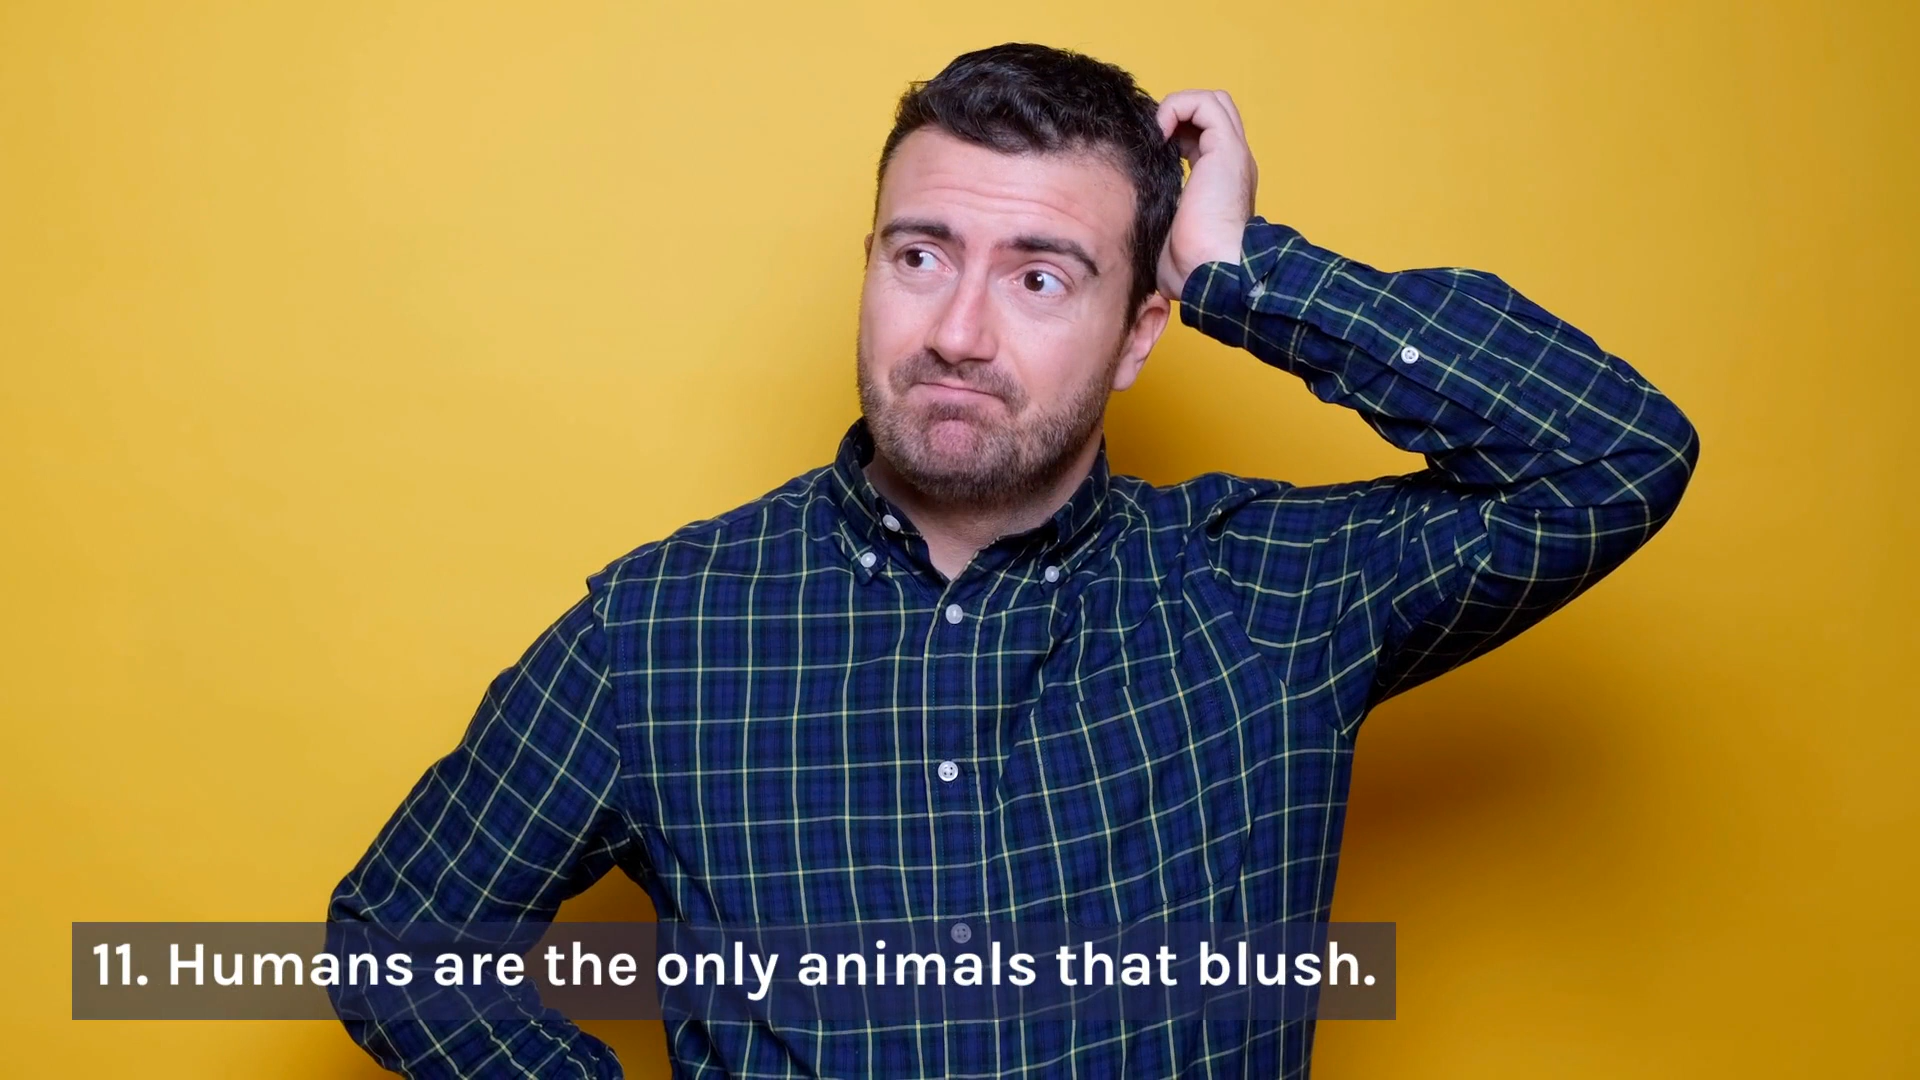 11. Humans are the only animals that blush.